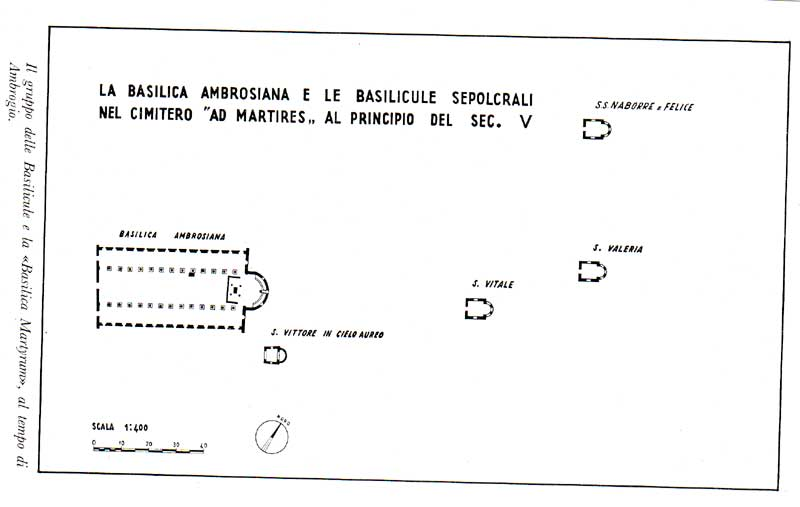 LA BASILICA AMBROSIANA E LE BASILICULE SEPOLCRALI
NEL CIMITERO "AD MARTIRES„ AL PRINCIPIO DEL SEC. V
S.S. NABORRE e FELICE
BASILICA AMBROSIANA
S. VALERIA
S. VITALE
S. VITTORE IN CIELO AUREO
SCALA 1:400
0 10 20 30 40
NORD
Il gruppo delle Basilicule e la «Basilica Martyrum», al tempo di
Ambrogio.